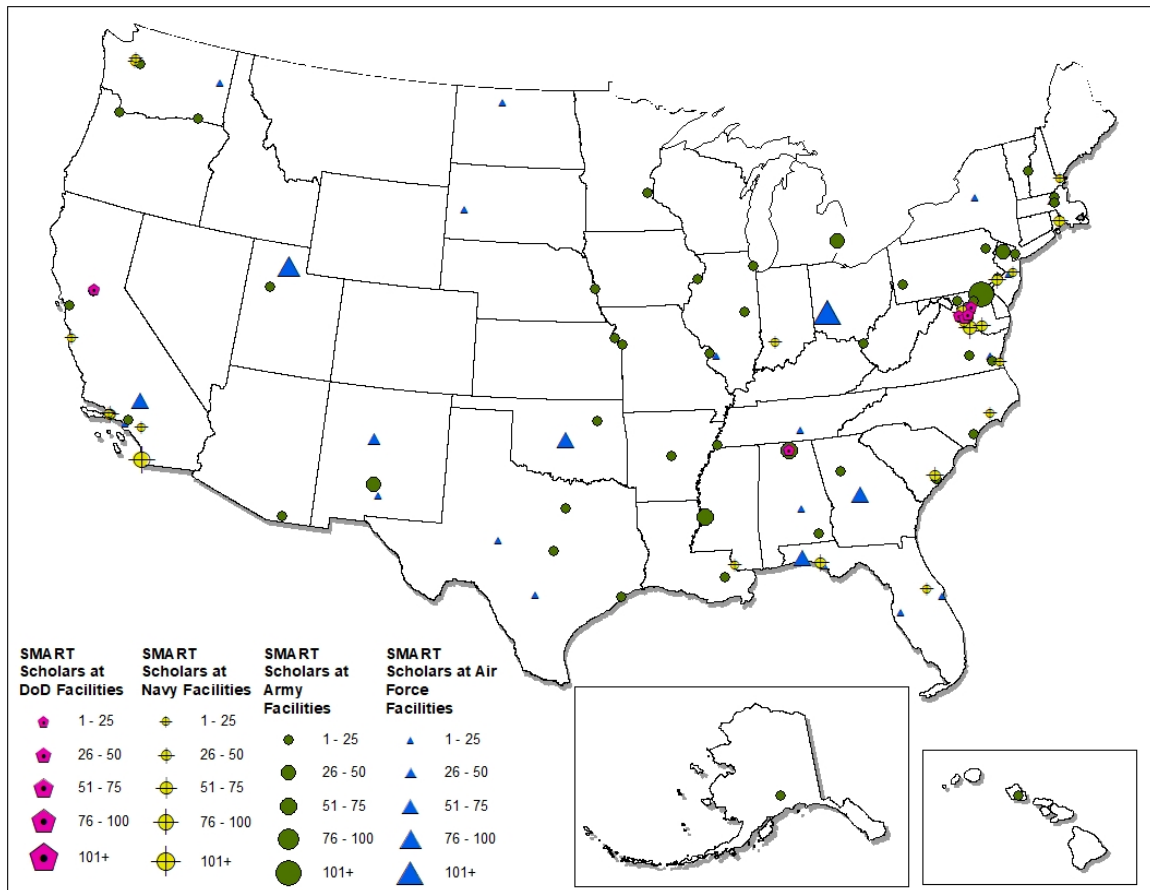 SMART
Scholars at
DoD Facilities
1 - 25
26 - 50
51 - 75
76 - 100
101+
SMART
Scholars at
Navy Facilities
1 - 25
26 - 50
51 - 75
76 - 100
101+
SMART
Scholars at
Army
Facilities
1 - 25
26 - 50
51 - 75
76 - 100
101+
SMART
Scholars at Air
Force
Facilities
1 - 25
26 - 50
51 - 75
76 - 100
101+